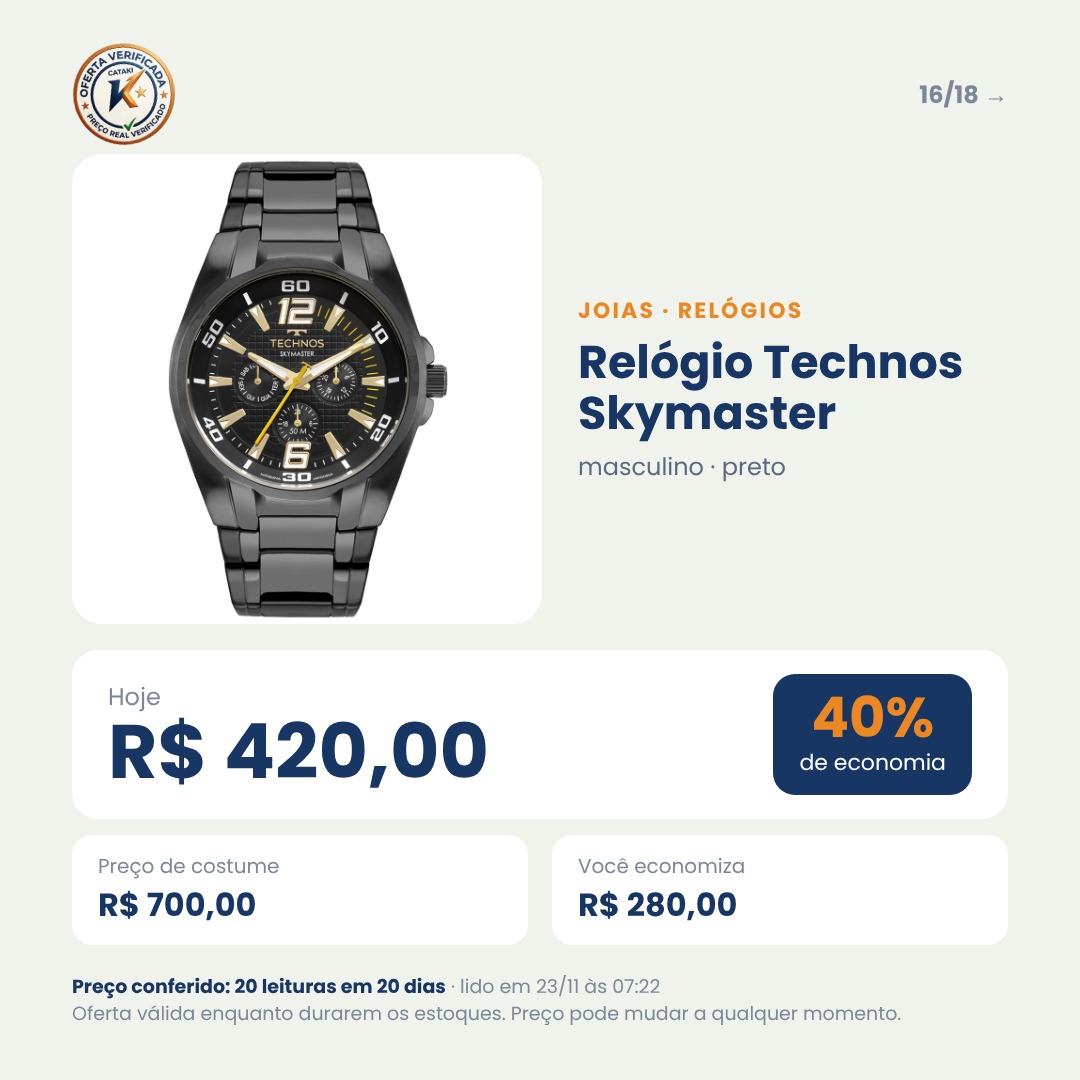 OFERTA VERIFICADA
CATAKI
K
PREÇO REAL VERIFICADO
16/18 →
60
12
10
50
TECHNOS
SKYMASTER
40
20
50 M
6
30
JOIAS · RELÓGIOS
Relógio Technos
Skymaster
masculino · preto
Hoje
R$ 420,00
40%
de economia
Preço de costume
R$ 700,00
Você economiza
R$ 280,00
Preço conferido: 20 leituras em 20 dias · lido em 23/11 às 07:22
Oferta válida enquanto durarem os estoques. Preço pode mudar a qualquer momento.